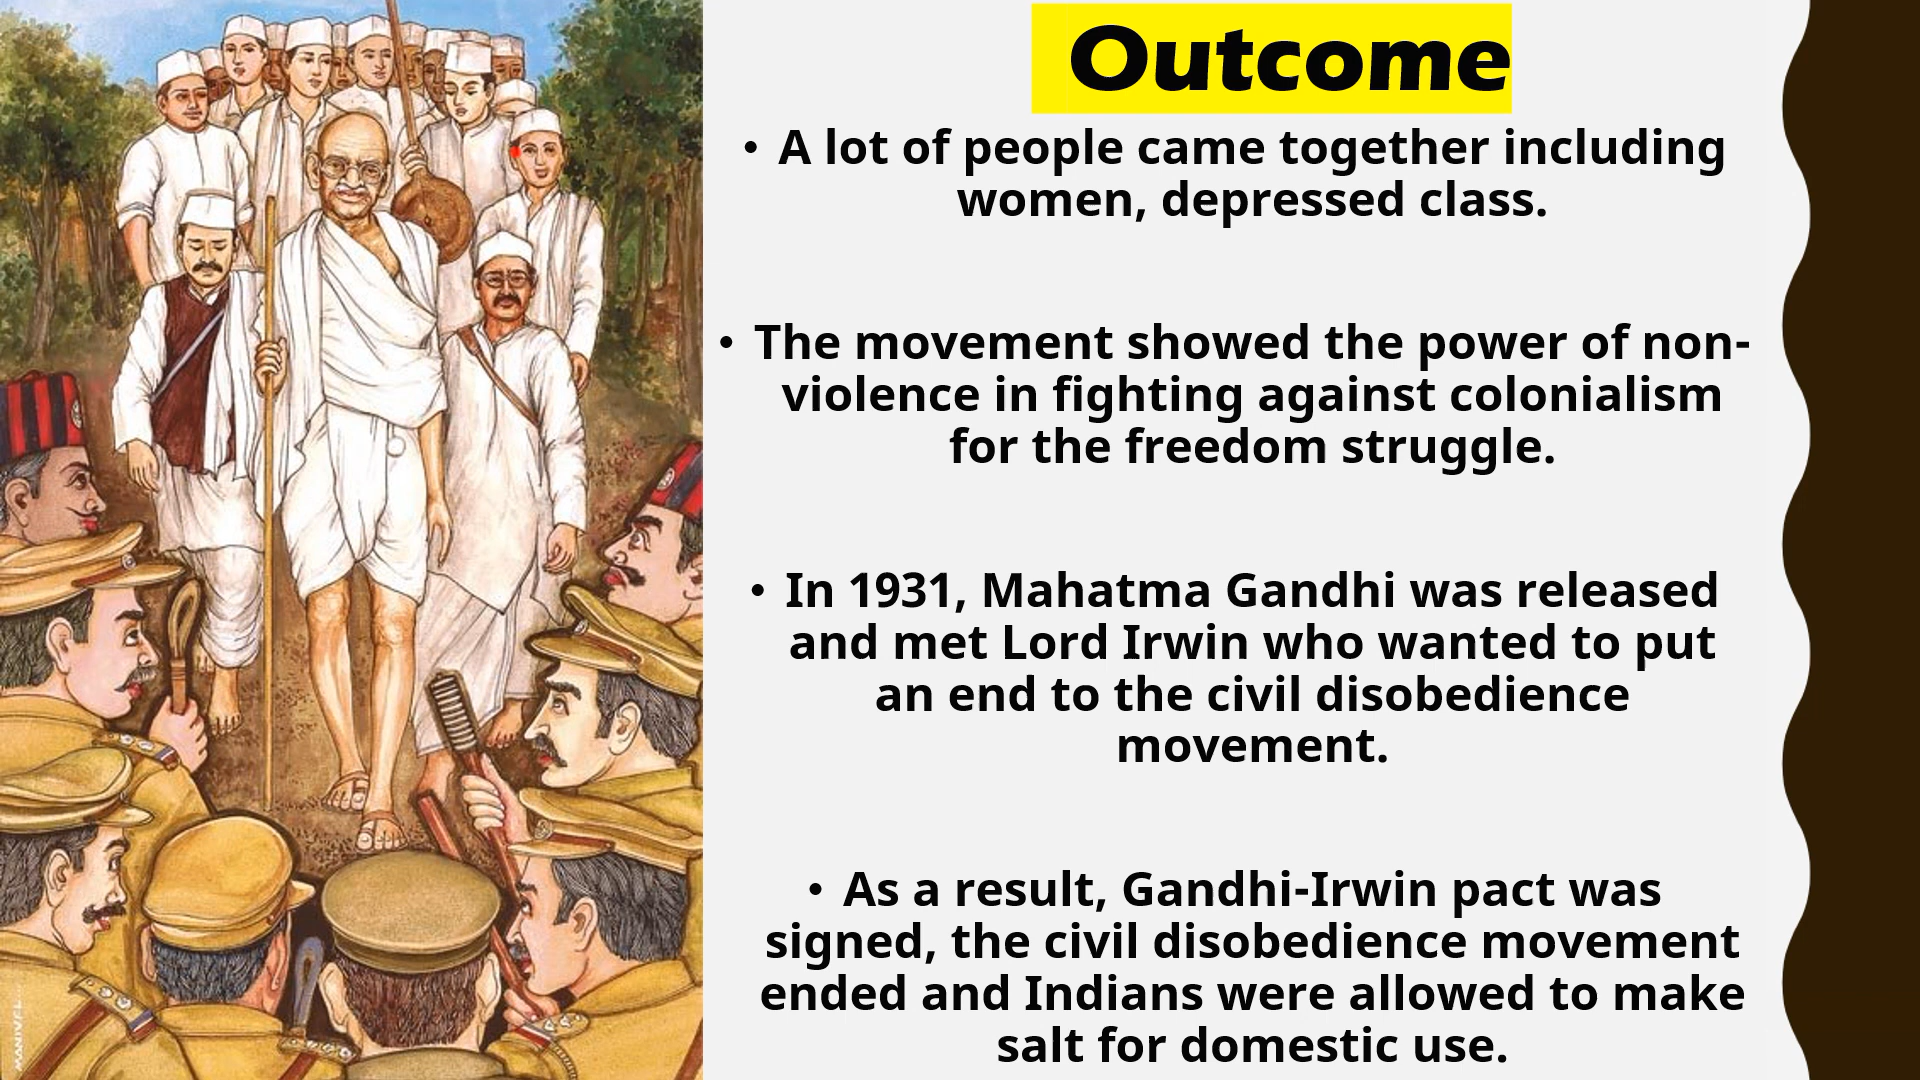 Outcome
• A lot of people came together including
women, depressed class.
• The movement showed the power of non-
violence in fighting against colonialism
for the freedom struggle.
• In 1931, Mahatma Gandhi was released
and met Lord Irwin who wanted to put
an end to the civil disobedience
movement.
• As a result, Gandhi-Irwin pact was
signed, the civil disobedience movement
ended and Indians were allowed to make
salt for domestic use.
MANIVEL